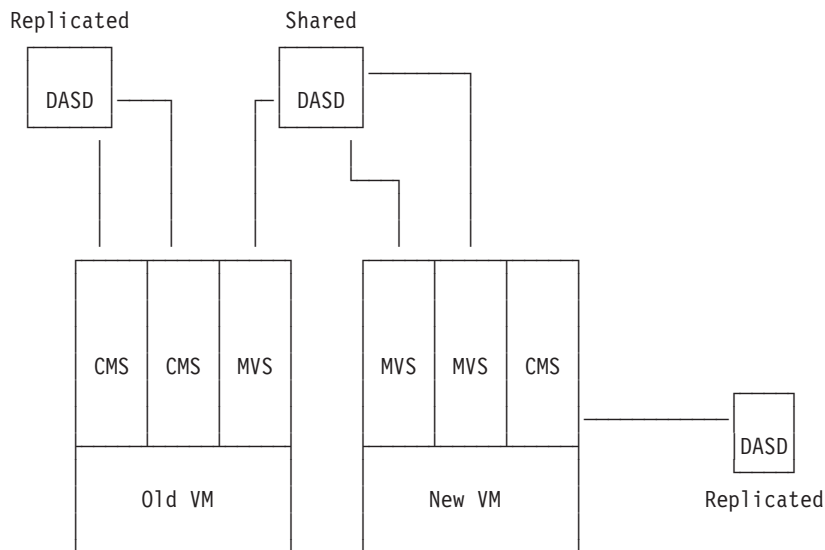 Replicated Shared
DASD DASD
CMS CMS MVS MVS MVS CMS
DASD
Old VM New VM Replicated